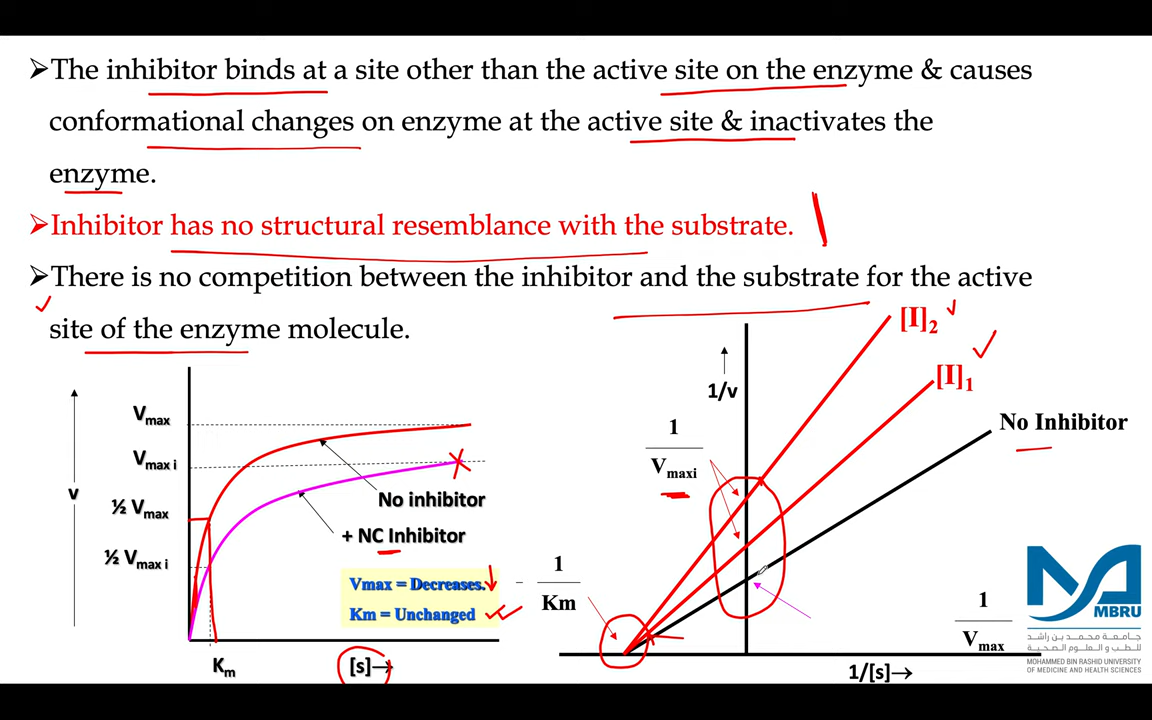 ➢The inhibitor binds at a site other than the active site on the enzyme & causes
conformational changes on enzyme at the active site & inactivates the
enzyme.
➢Inhibitor has no structural resemblance with the substrate.
➢There is no competition between the inhibitor and the substrate for the active
site of the enzyme molecule.
Vmax
Vmax i
½ Vmax
½ Vmax i
v
No inhibitor
+ NC Inhibitor
Vmax = Decreases.
Km = Unchanged
Km
[s]→
[I]2
[I]1
No Inhibitor
1/v
1
Vmaxi
- 1
Km
1
Vmax
1/[s]→
MBRU
جامعة محمد بن راشد
للطب و العلوم الصحية
MOHAMMED BIN RASHID UNIVERSITY
OF MEDICINE AND HEALTH SCIENCES